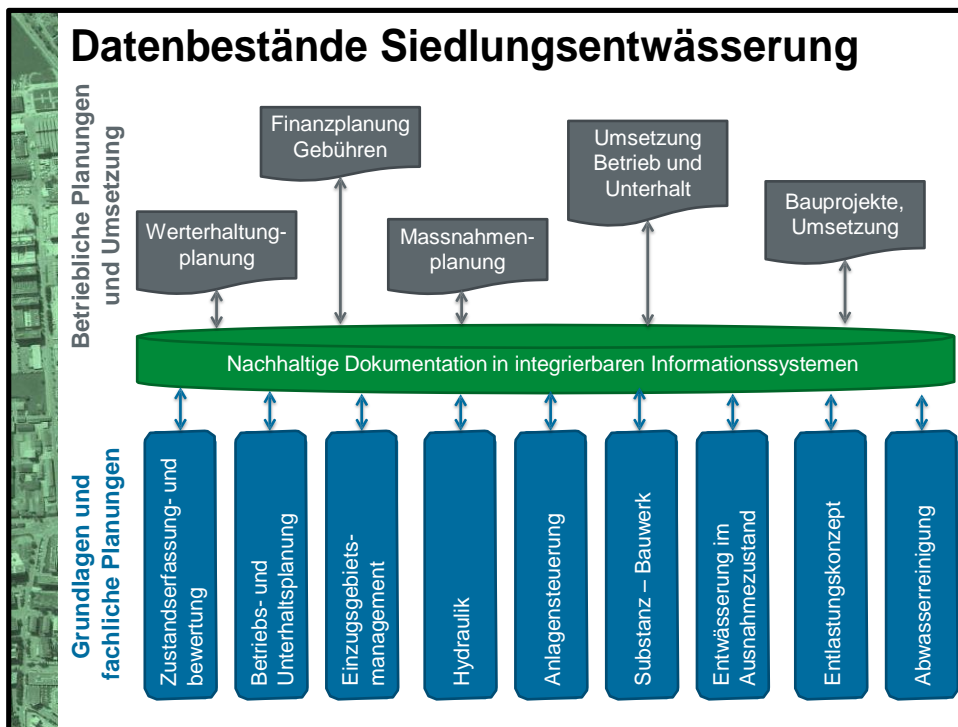 Datenbestände Siedlungsentwässerung
Betriebliche Planungen
und Umsetzung
Finanzplanung
Gebühren
Umsetzung
Betrieb und
Unterhalt
Bauprojekte,
Umsetzung
Werterhaltung-
planung
Massnahmen-
planung
Nachhaltige Dokumentation in integrierbaren Informationssystemen
Grundlagen und
fachliche Planungen
Zustandserfassung- und
bewertung
Betriebs- und
Unterhaltsplanung
Einzugsgebiets-
management
Hydraulik
Anlagensteuerung
Substanz – Bauwerk
Entwässerung im
Ausnahmezustand
Entlastungskonzept
Abwasserreinigung